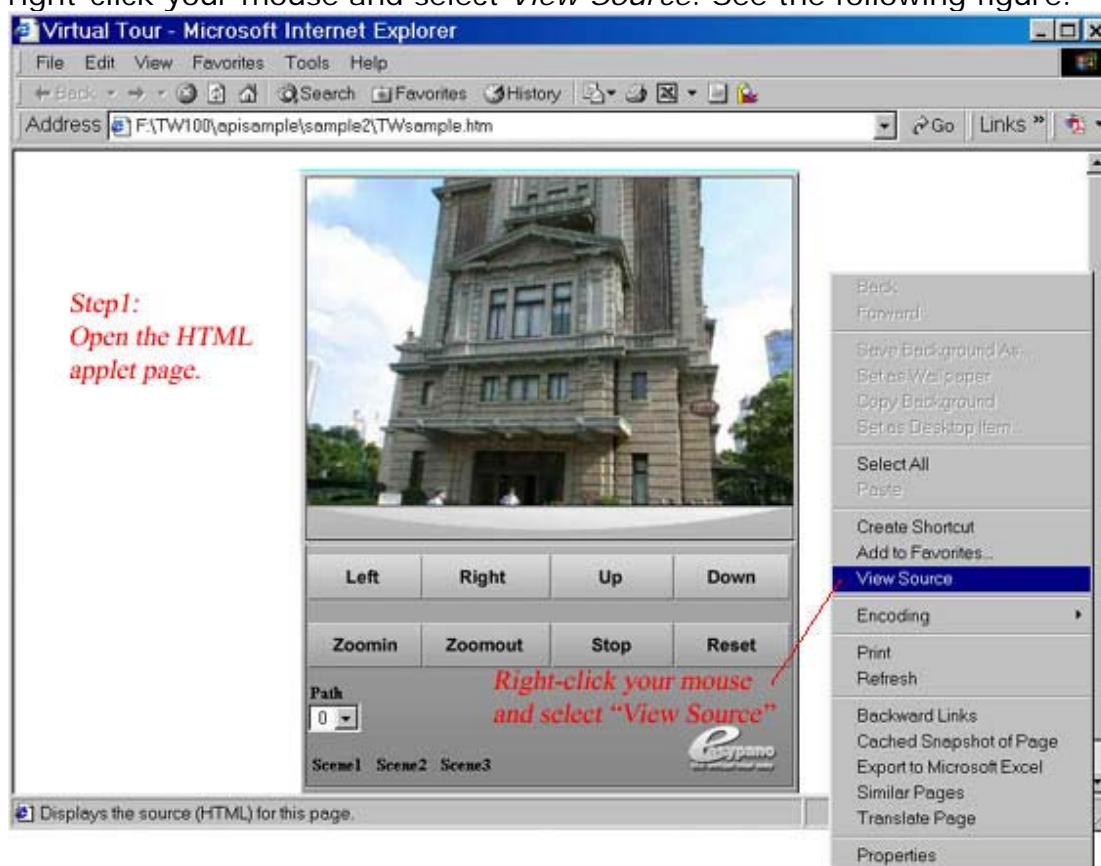 right-click your mouse and select View Source. See the following figure.
Virtual Tour - Microsoft Internet Explorer
File Edit View Favorites Tools Help
Back Search Favorites History
Address F:\TW100\apisample\sample2\TWsample.htm Go Links »
Step1:
Open the HTML
applet page.
Left Right Up Down
Zoomin Zoomout Stop Reset
Right-click your mouse
and select “View Source”
Path
0
easypano
Scene1 Scene2 Scene3
Displays the source (HTML) for this page.
Back
Forward
Save Background As...
Set as Wallpaper
Copy Background
Set as Desktop Item...
Select All
Paste
Create Shortcut
Add to Favorites...
View Source
Encoding
Print
Refresh
Backward Links
Cached Snapshot of Page
Export to Microsoft Excel
Similar Pages
Translate Page
Properties